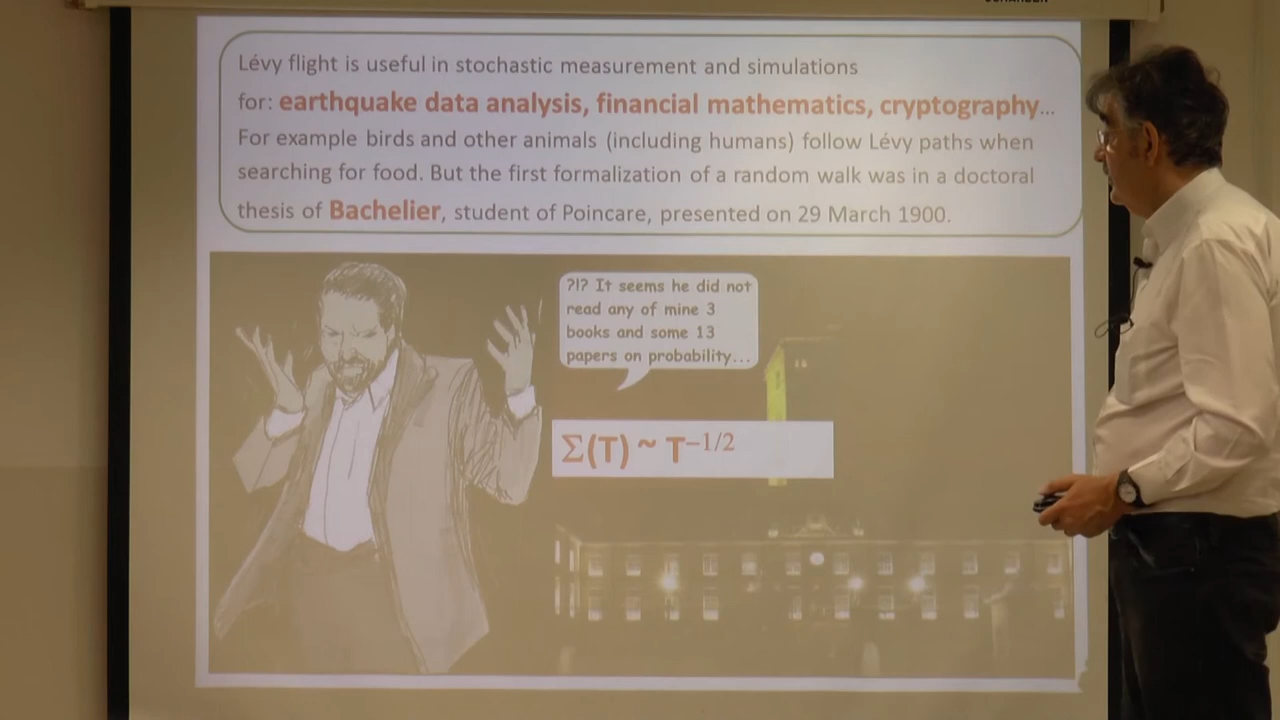 Lévy flight is useful in stochastic measurement and simulations
for: earthquake data analysis, financial mathematics, cryptography...
For example birds and other animals (including humans) follow Lévy paths when
searching for food. But the first formalization of a random walk was in a doctoral
thesis of Bachelier, student of Poincare, presented on 29 March 1900.
?!? It seems he did not
read any of mine 3
books and some 13
papers on probability...
Σ(T) ~ T⁻¹/²